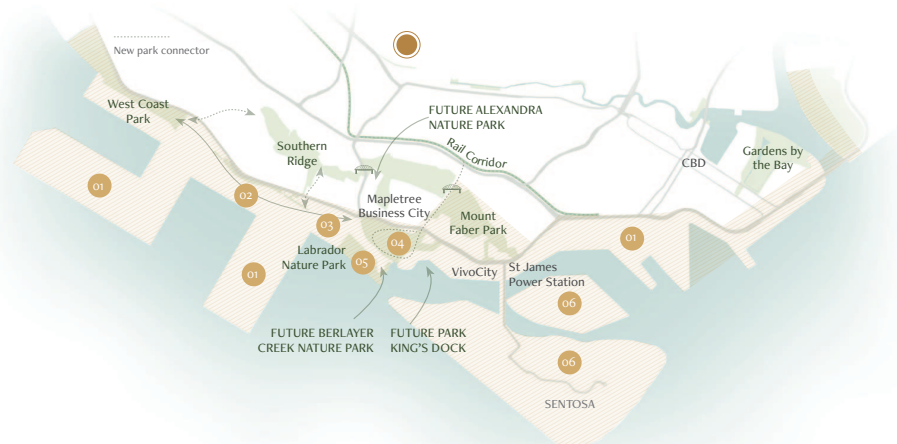 New park connector
West Coast
Park
FUTURE ALEXANDRA
NATURE PARK
Southern
Ridge
Rail Corridor
CBD
Gardens by
the Bay
01
02
Mapletree
Business City
Mount
Faber Park
03
04
01
Labrador
Nature Park
05
01
VivoCity
St James
Power Station
06
FUTURE BERLAYER
CREEK NATURE PARK
FUTURE PARK
KING'S DOCK
06
SENTOSA